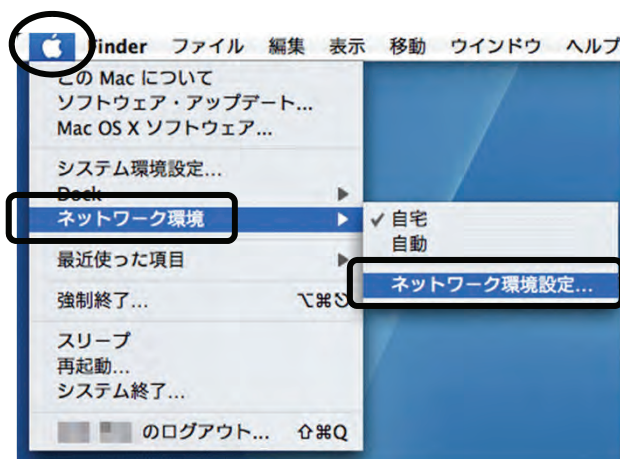 Finder ファイル 編集 表示 移動 ウインドウ ヘルプ
この Mac について
ソフトウェア・アップデート...
Mac OS X ソフトウェア...
システム環境設定...
Dock
ネットワーク環境
✓ 自宅
自動
最近使った項目
ネットワーク環境設定...
強制終了... ⌥⌘⎋
スリープ
再起動...
システム終了...
のログアウト... ⇧⌘Q